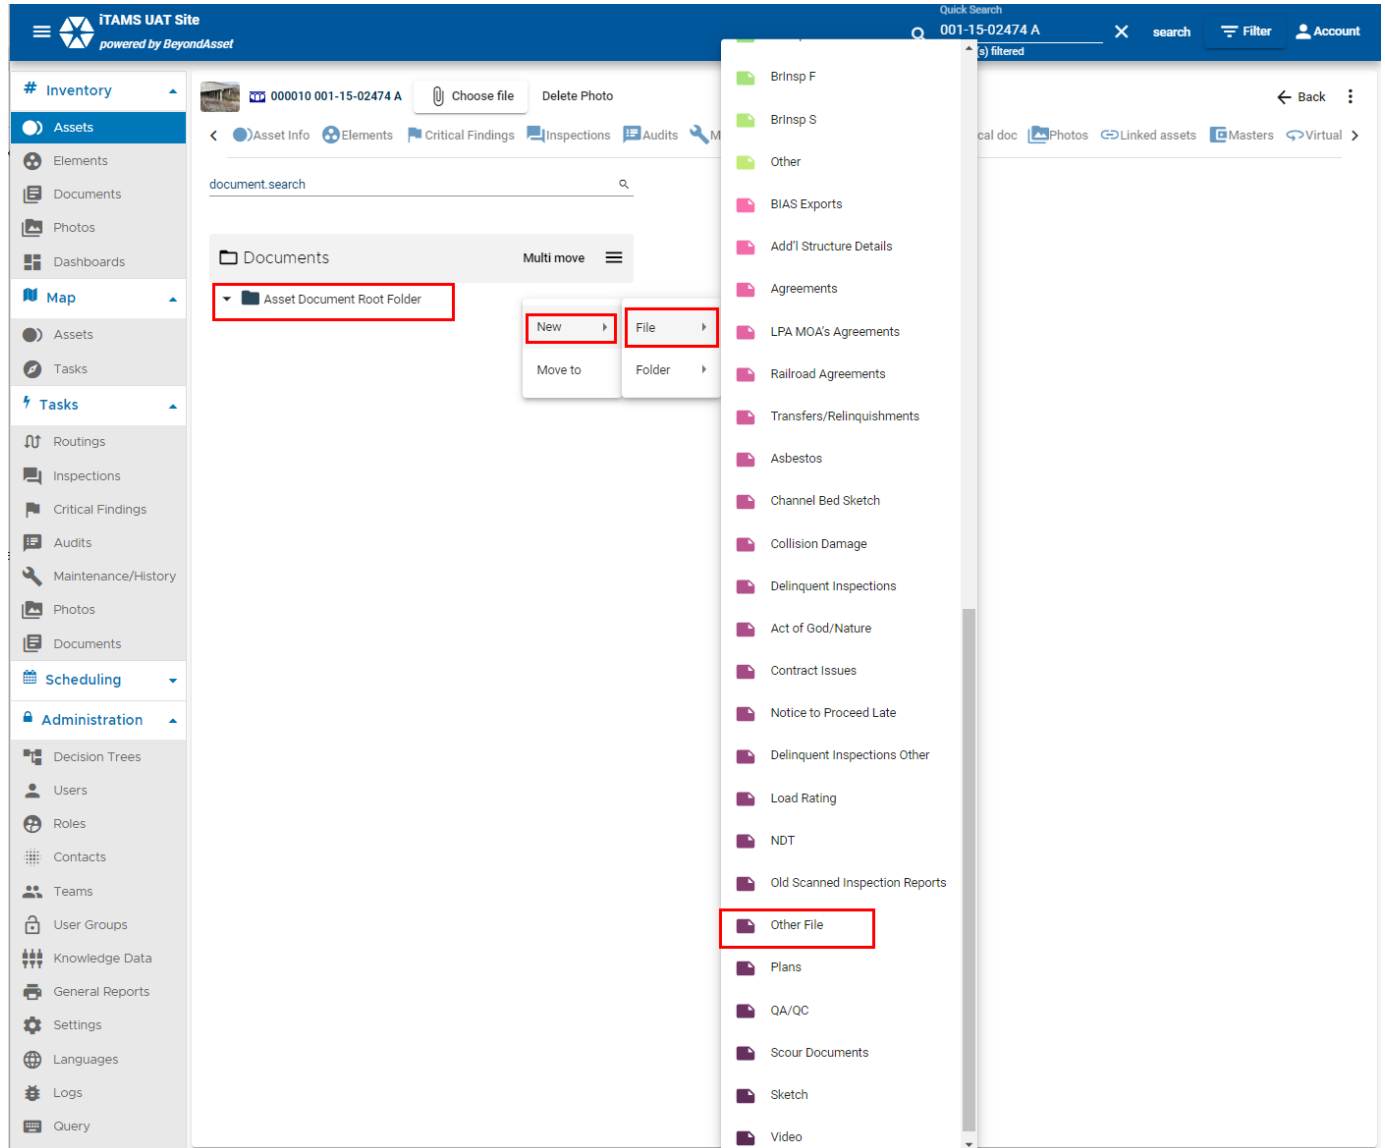 iTAMS UAT Site
powered by BeyondAsset
Quick Search
001-15-02474 A
search
Filter
Account
(s) filtered
Inventory
Assets
Elements
Documents
Photos
Dashboards
Map
Assets
Tasks
Tasks
Routings
Inspections
Critical Findings
Audits
Maintenance/History
Photos
Documents
Scheduling
Administration
Decision Trees
Users
Roles
Contacts
Teams
User Groups
Knowledge Data
General Reports
Settings
Languages
Logs
Query
000010 001-15-02474 A
Choose file
Delete Photo
Back
Asset Info
Elements
Critical Findings
Inspections
Audits
M
cal doc
Photos
Linked assets
Masters
Virtual
document.search
Documents
Multi move
Asset Document Root Folder
New
Move to
File
Folder
BrInsp F
BrInsp S
Other
BIAS Exports
Add'l Structure Details
Agreements
LPA MOA's Agreements
Railroad Agreements
Transfers/Relinquishments
Asbestos
Channel Bed Sketch
Collision Damage
Delinquent Inspections
Act of God/Nature
Contract Issues
Notice to Proceed Late
Delinquent Inspections Other
Load Rating
NDT
Old Scanned Inspection Reports
Other File
Plans
QA/QC
Scour Documents
Sketch
Video